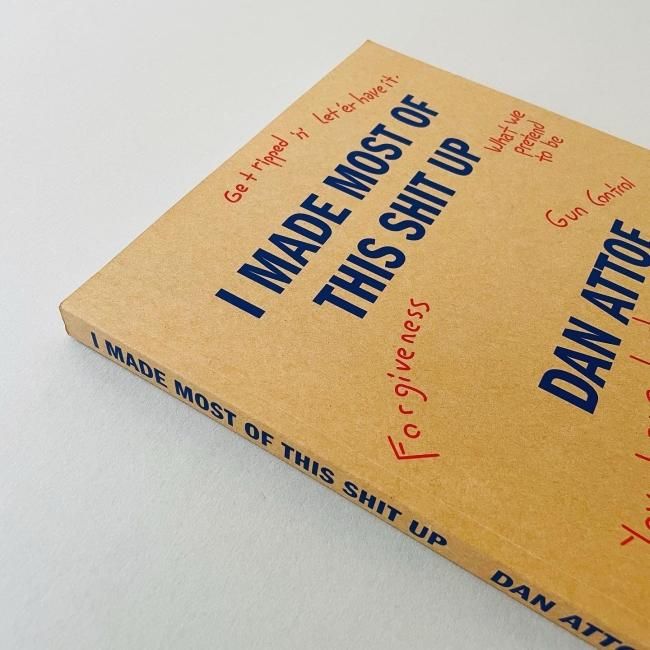 Get ripped 'n' Let'er have it.
I MADE MOST OF
THIS SHIT UP
What we
pretend
to be
Gun Control
DAN ATTOE
Forgiveness
I MADE MOST OF THIS SHIT UP
DAN ATTO